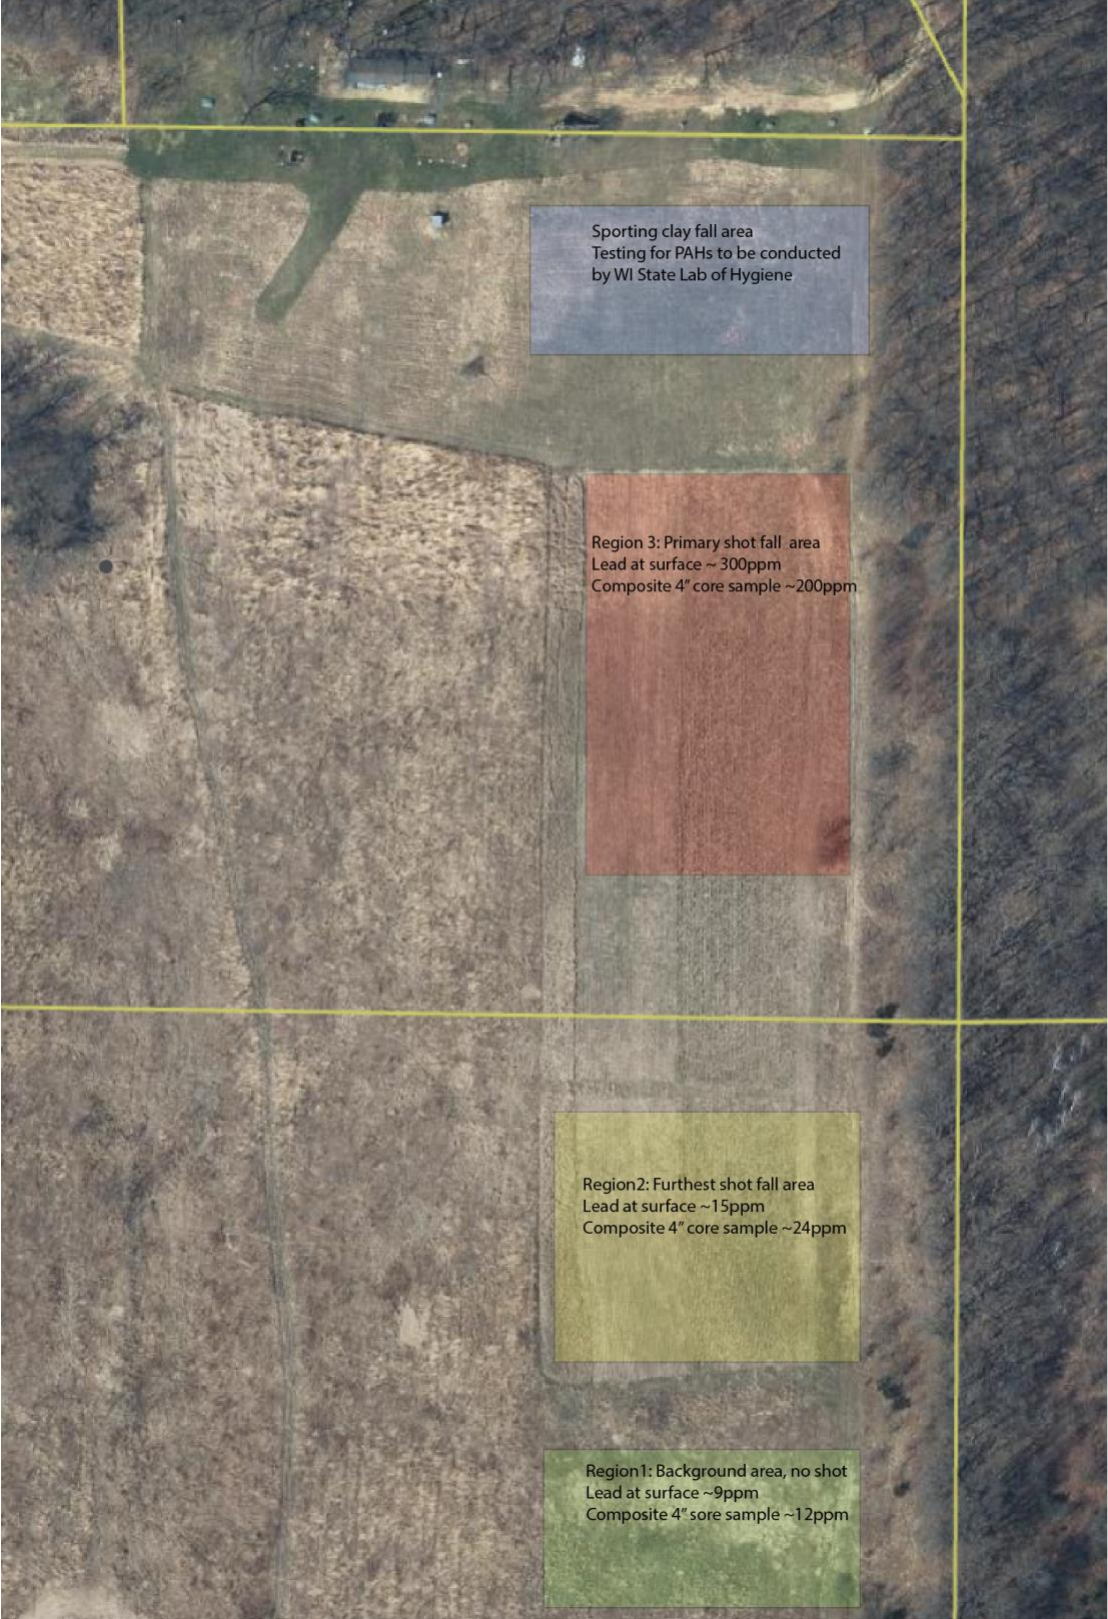 Sporting clay fall area
Testing for PAHs to be conducted
by WI State Lab of Hygiene
Region 3: Primary shot fall area
Lead at surface ~ 300ppm
Composite 4” core sample ~200ppm
Region2: Furthest shot fall area
Lead at surface ~15ppm
Composite 4” core sample ~24ppm
Region1: Background area, no shot
Lead at surface ~9ppm
Composite 4” sore sample ~12ppm